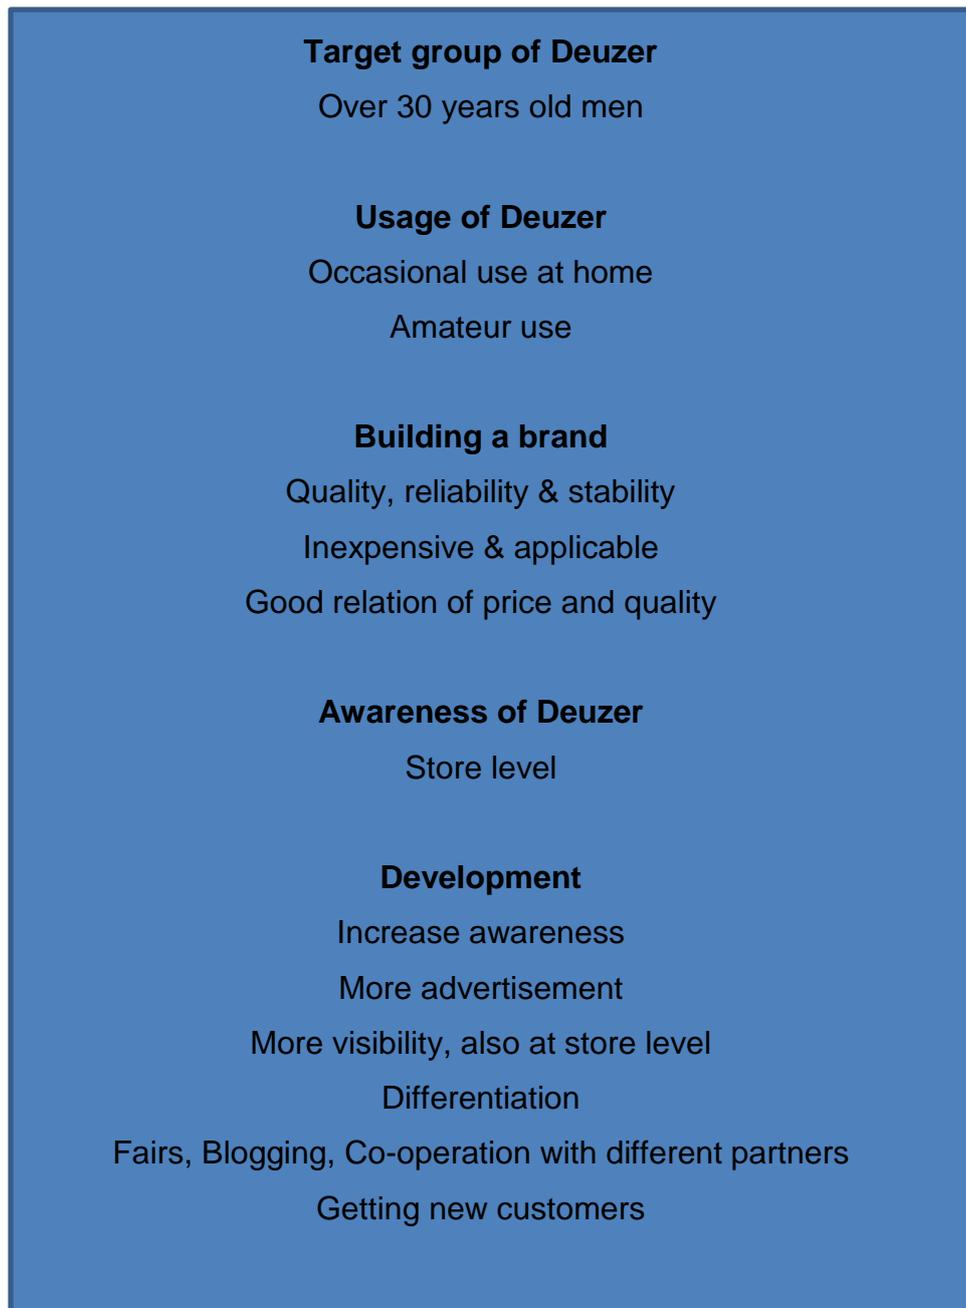 Target group of Deuzer
Over 30 years old men
Usage of Deuzer
Occasional use at home
Amateur use
Building a brand
Quality, reliability & stability
Inexpensive & applicable
Good relation of price and quality
Awareness of Deuzer
Store level
Development
Increase awareness
More advertisement
More visibility, also at store level
Differentiation
Fairs, Blogging, Co-operation with different partners
Getting new customers